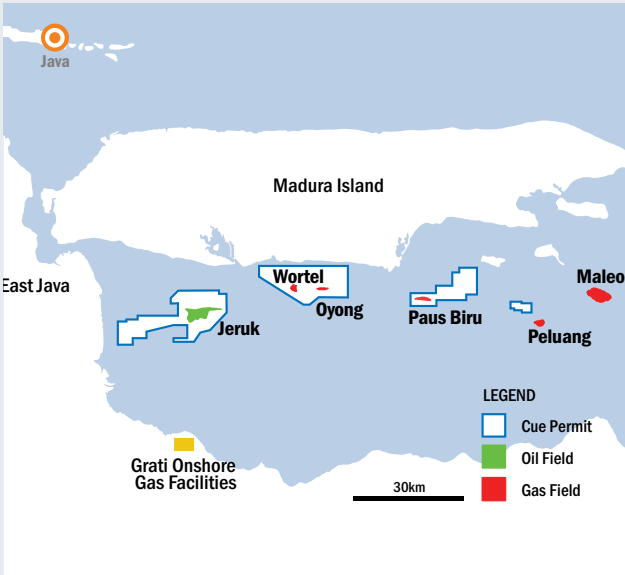 Java
Madura Island
East Java
Wortel
Oyong
Maleo
Paus Biru
Jeruk
Peluang
LEGEND
Cue Permit
Oil Field
Gas Field
Grati Onshore
Gas Facilities
30km